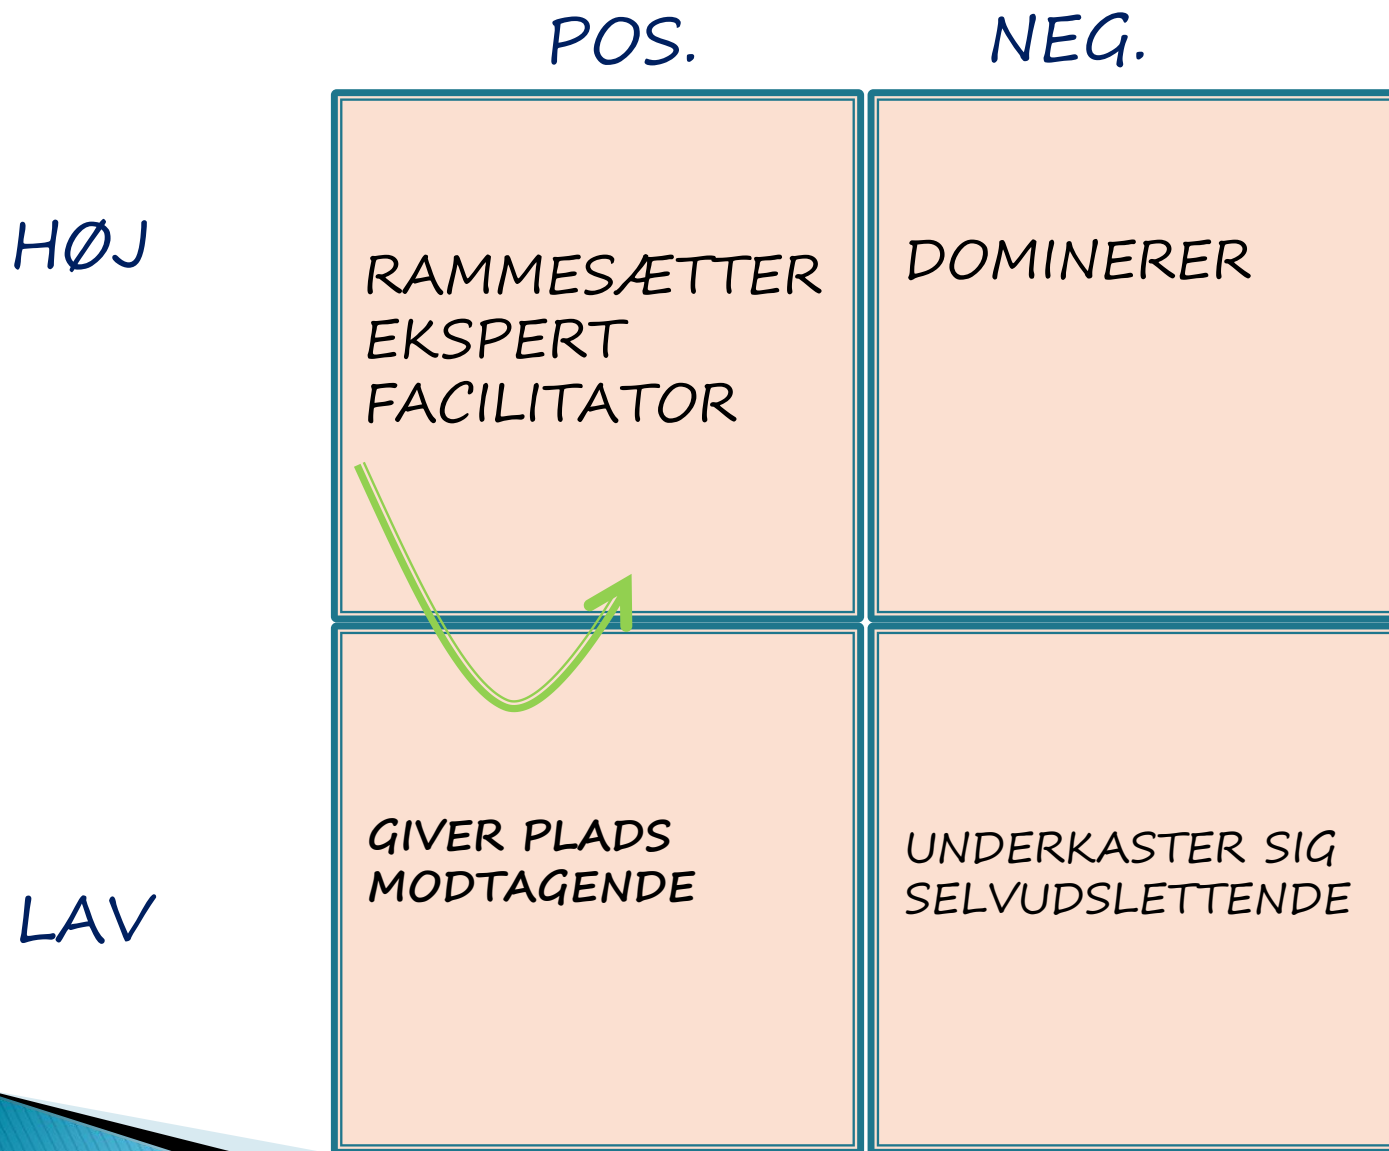 POS. NEG.
HØJ
RAMMESÆTTER
EKSPERT
FACILITATOR
DOMINERER
LAV
GIVER PLADS
MODTAGENDE
UNDERKASTER SIG
SELVUDSLETTENDE